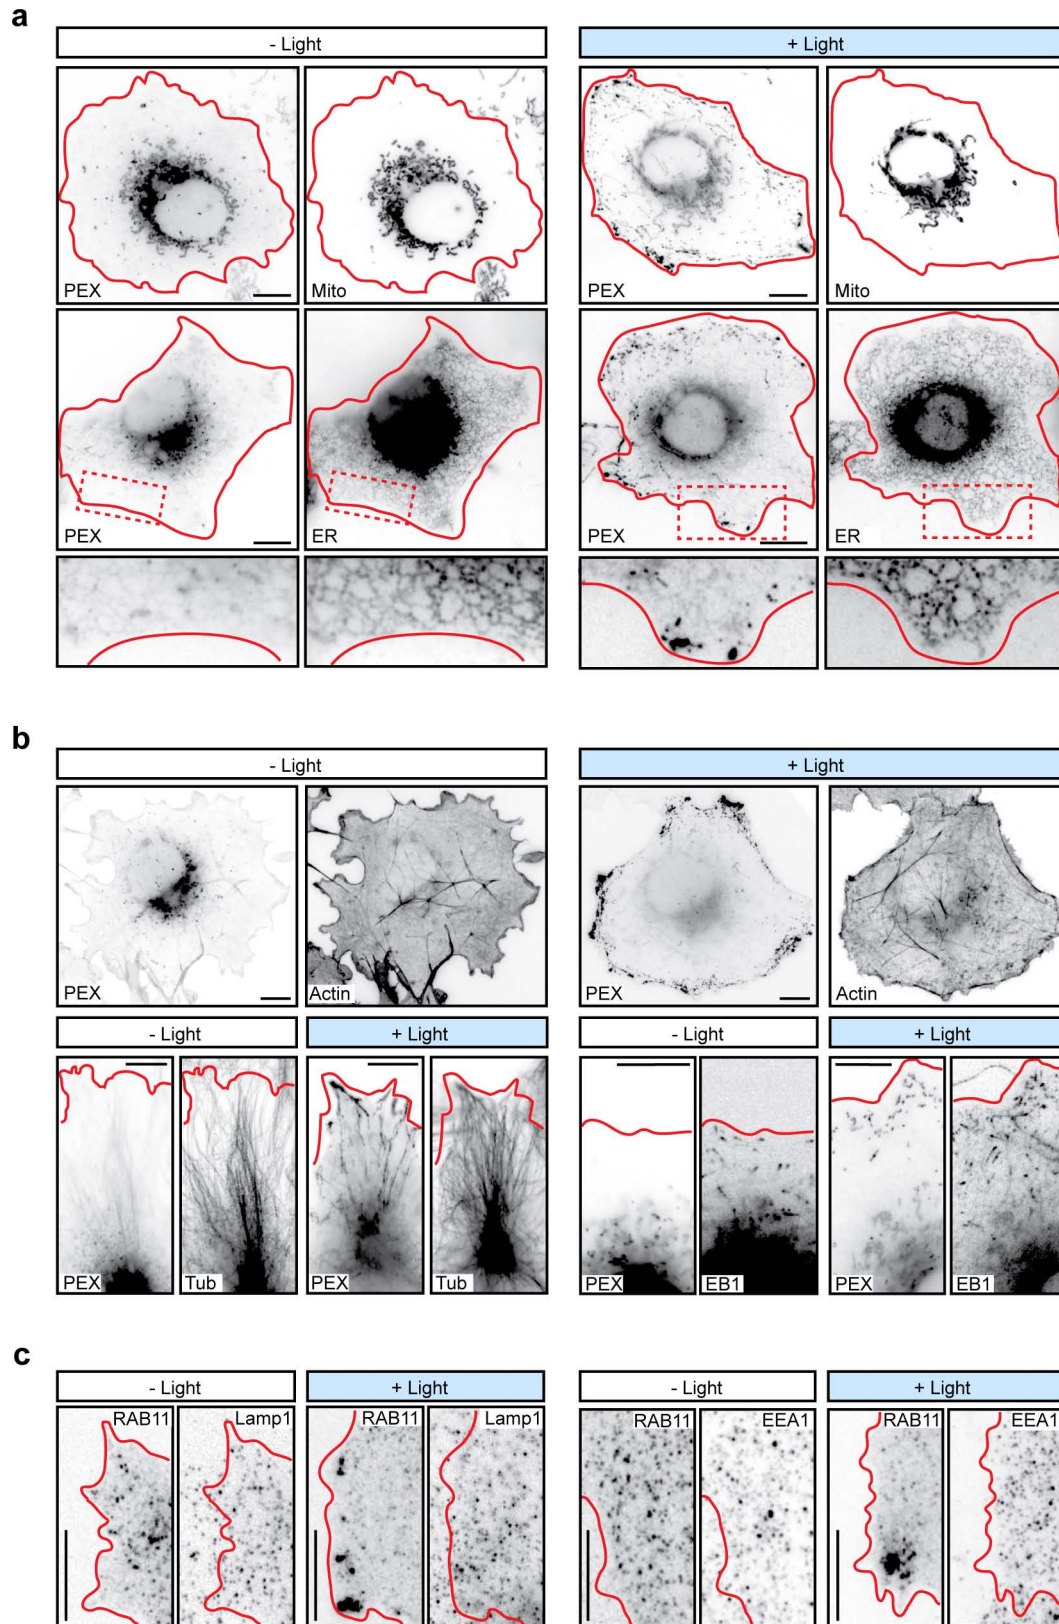 a
- Light + Light
PEX Mito PEX Mito
PEX ER PEX ER
b
- Light + Light
PEX Actin PEX Actin
- Light + Light - Light + Light
PEX Tub PEX Tub PEX EB1 PEX EB1
c
- Light + Light - Light + Light
RAB11 Lamp1 RAB11 Lamp1 RAB11 EEA1 RAB11 EEA1